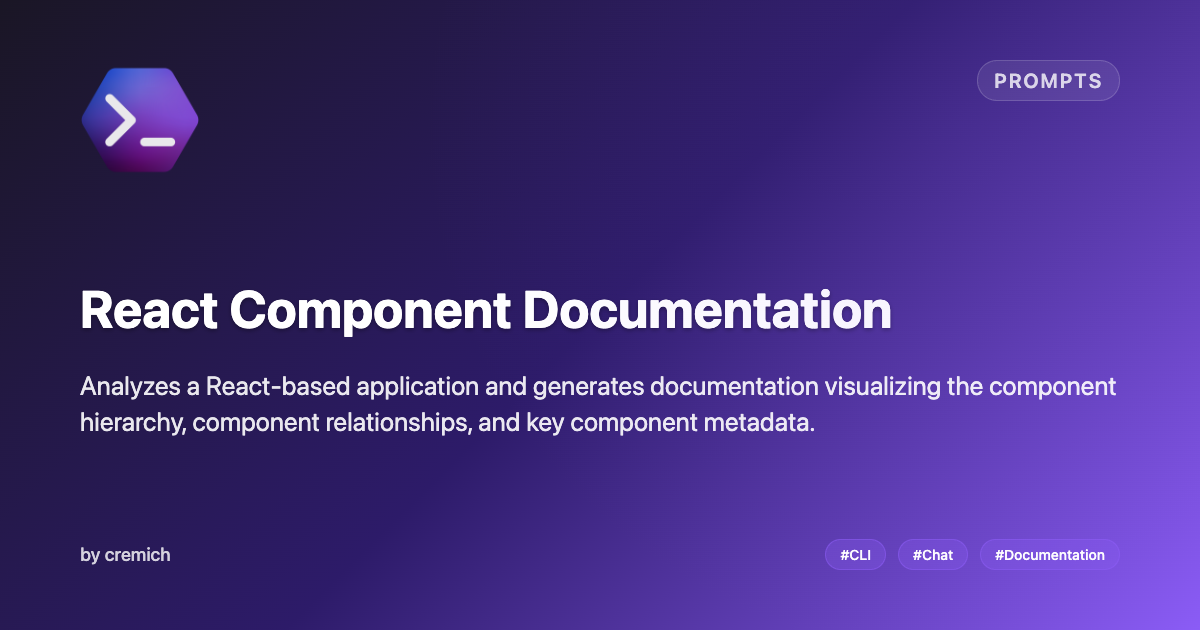 PROMPTS
React Component Documentation
Analyzes a React-based application and generates documentation visualizing the component
hierarchy, component relationships, and key component metadata.
by cremich
#CLI
#Chat
#Documentation